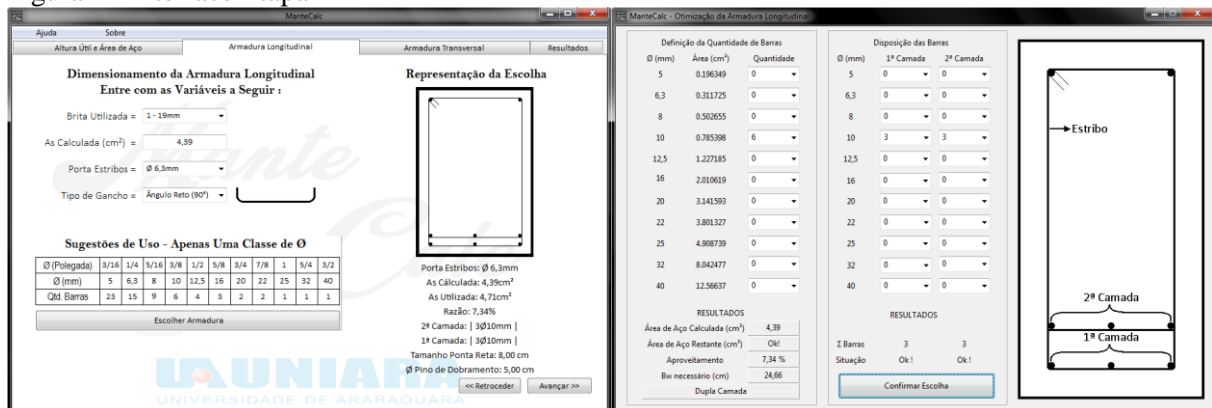 ManteCalc
Ajuda Sobre
Altura Útil e Área de Aço Armadura Longitudinal Armadura Transversal Resultados
Dimensionamento da Armadura Longitudinal
Entre com as Variáveis a Seguir :
Brita Utilizada = 1 - 19mm
As Calculada (cm²) = 4,39
Porta Estribos = Ø 6,3mm
Tipo de Gancho = Ângulo Reto (90°)
Sugestões de Uso - Apenas Uma Classe de Ø
Ø (Polegada) 3/16 1/4 5/16 3/8 1/2 5/8 3/4 7/8 1 5/4 3/2
Ø (mm) 5 6,3 8 10 12,5 16 20 22 25 32 40
Qtd. Barras 23 15 9 6 4 3 2 2 1 1 1
Escolher Armadura
Representação da Escolha
Porta Estribos: Ø 6,3mm
As Cálculada: 4,39cm²
As Utilizada: 4,71cm²
Razão: 7,34%
2ª Camada: | 3Ø10mm |
1ª Camada: | 3Ø10mm |
Tamanho Ponta Reta: 8,00 cm
Ø Pino de Dobramento: 5,00 cm
<< Retroceder Avançar >>
Mante
Calc
UNIARA
UNIVERSIDADE DE ARARAQUARA
ManteCalc - Otimização da Armadura Longitudinal
Definição da Quantidade de Barras
Ø (mm) Área (cm²) Quantidade
5 0.196349 0
6,3 0.311725 0
8 0.502655 0
10 0.785398 6
12,5 1.227185 0
16 2.010619 0
20 3.141593 0
22 3.801327 0
25 4.908739 0
32 8.042477 0
40 12.56637 0
RESULTADOS
Área de Aço Calculada (cm²) 4,39
Área de Aço Restante (cm²) Ok!
Aproveitamento 7,34 %
Bw necessário (cm) 24,66
Dupla Camada
Disposição das Barras
Ø (mm) 1ª Camada 2ª Camada
5 0 0
6,3 0 0
8 0 0
10 3 3
12,5 0 0
16 0 0
20 0 0
22 0 0
25 0 0
32 0 0
40 0 0
RESULTADOS
Σ Barras 3 3
Situação Ok ! Ok !
Confirmar Escolha
Estribo
2ª Camada
1ª Camada